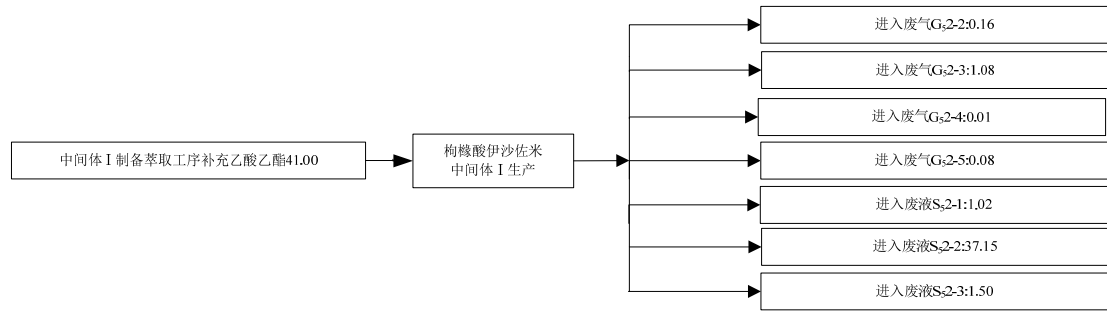 进入废气G₅2-2:0.16
进入废气G₅2-3:1.08
进入废气G₅2-4:0.01
中间体Ⅰ制备萃取工序补充乙酸乙酯41.00
枸橼酸伊沙佐米
中间体Ⅰ生产
进入废气G₅2-5:0.08
进入废液S₅2-1:1.02
进入废液S₅2-2:37.15
进入废液S₅2-3:1.50